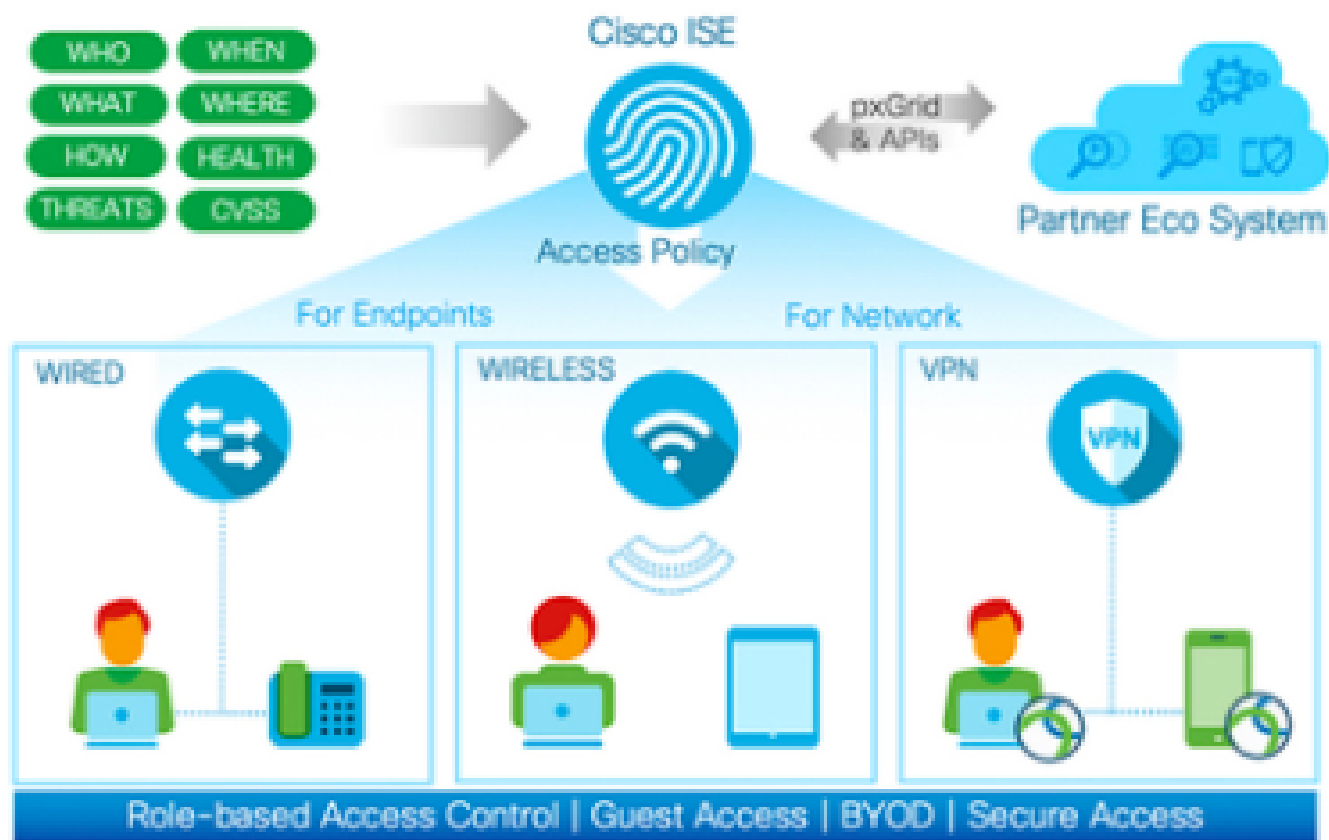 WHO WHEN
WHAT WHERE
HOW HEALTH
THREATS CVSS
Cisco ISE
Access Policy
pxGrid
& APIs
Partner Eco System
For Endpoints
For Network
WIRED
WIRELESS
VPN
VPN
Role-based Access Control | Guest Access | BYOD | Secure Access